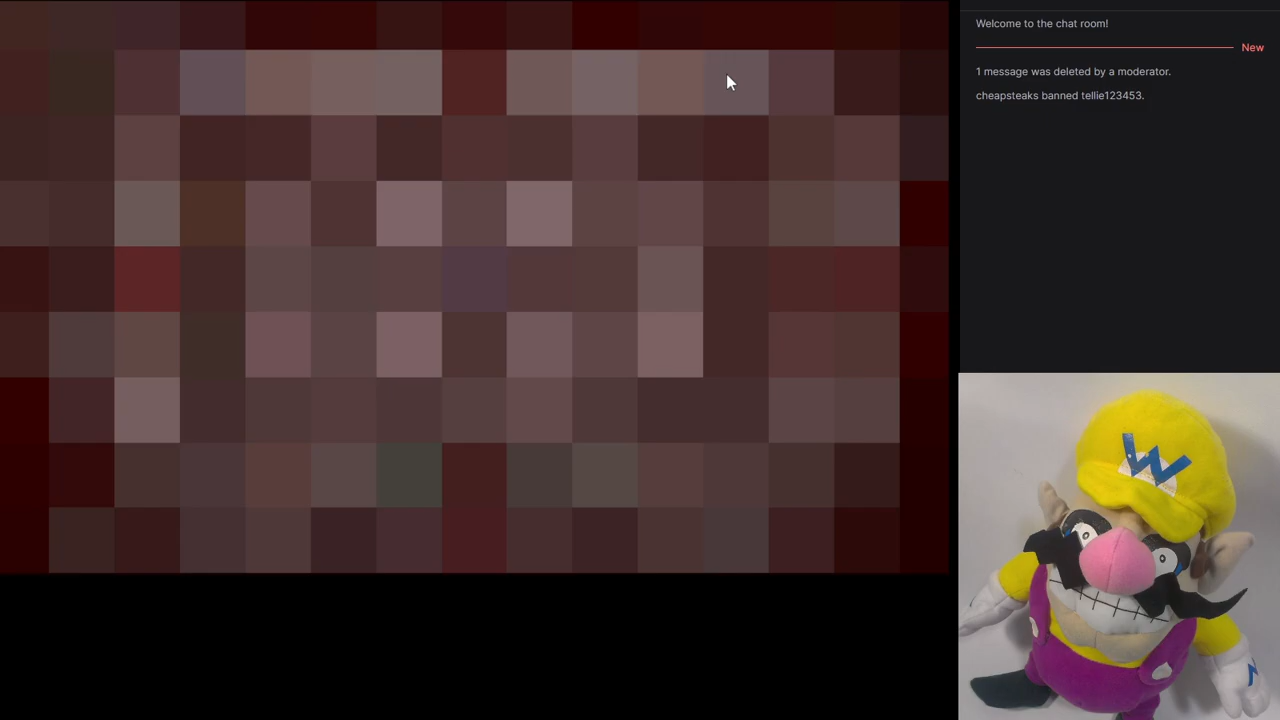 Welcome to the chat room!
New
1 message was deleted by a moderator.
cheapsteaks banned tellie123453.
W